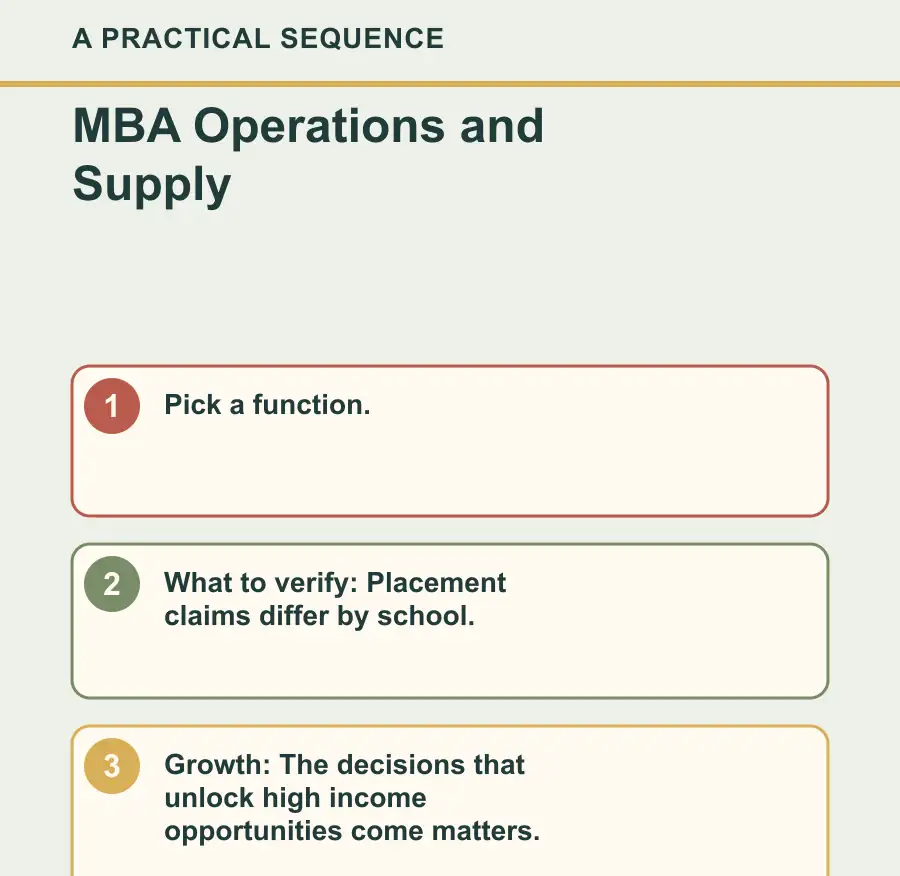 A PRACTICAL SEQUENCE
MBA Operations and
Supply
1
Pick a function.
2
What to verify: Placement
claims differ by school.
3
Growth: The decisions that
unlock high income
opportunities come matters.